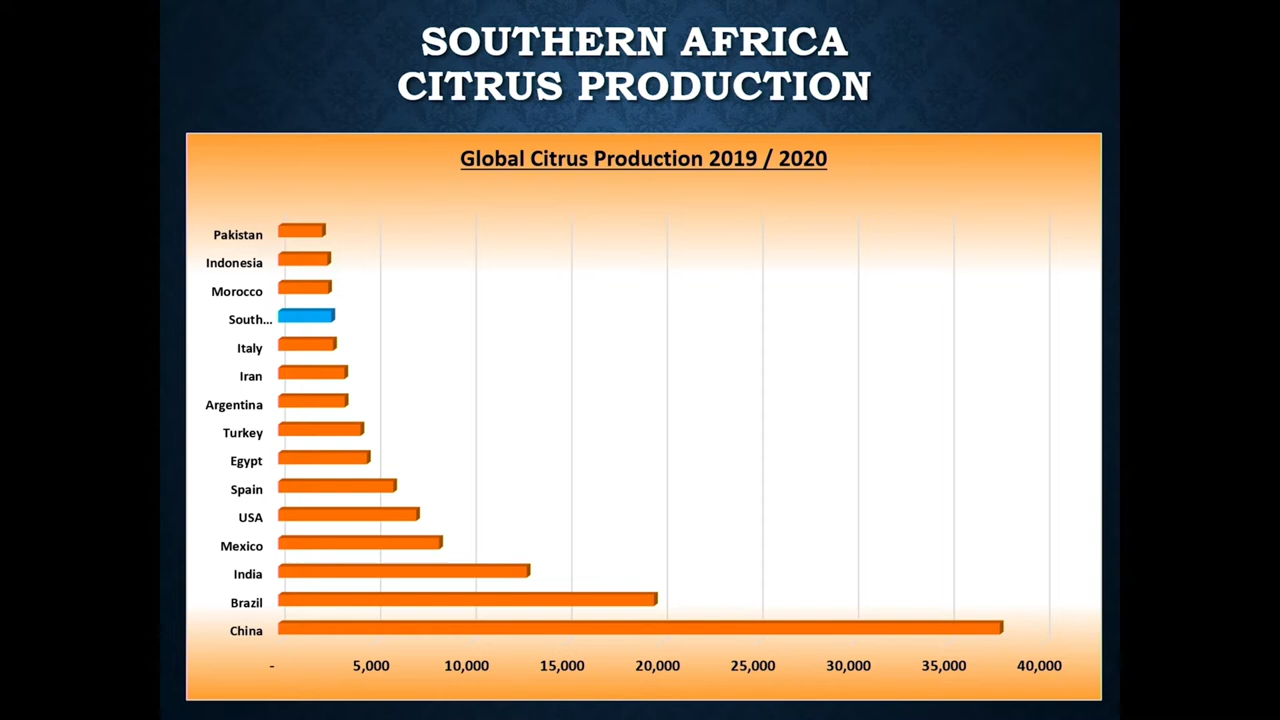 SOUTHERN AFRICA
CITRUS PRODUCTION
Global Citrus Production 2019 / 2020
Pakistan
Indonesia
Morocco
South...
Italy
Iran
Argentina
Turkey
Egypt
Spain
USA
Mexico
India
Brazil
China
- 5,000 10,000 15,000 20,000 25,000 30,000 35,000 40,000